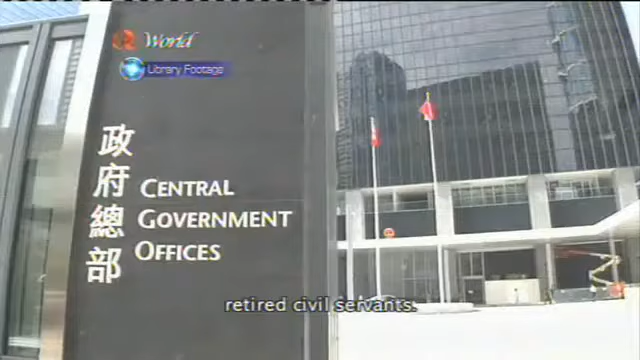 World
Library Footage
政府總部
CENTRAL
GOVERNMENT
OFFICES
retired civil servants.